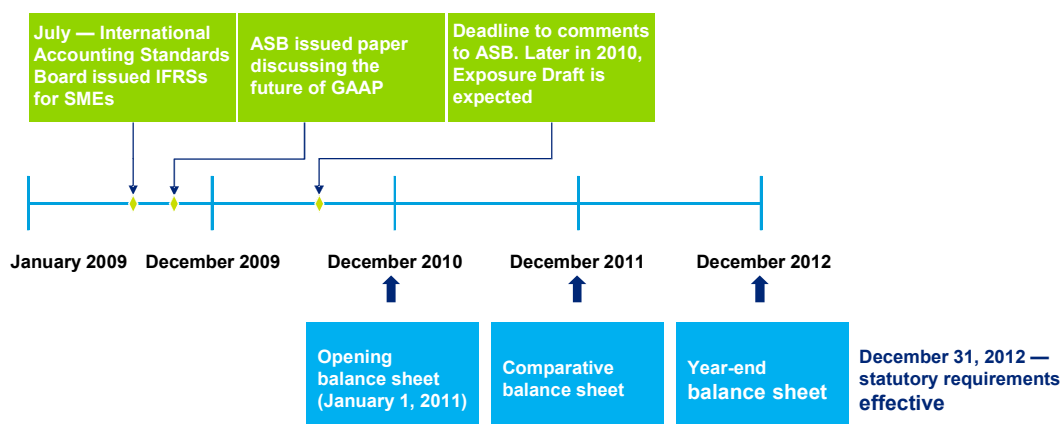 July — International
Accounting Standards
Board issued IFRSs
for SMEs
ASB issued paper
discussing the
future of GAAP
Deadline to comments
to ASB. Later in 2010,
Exposure Draft is
expected
January 2009
December 2009
December 2010
December 2011
December 2012
Opening
balance sheet
(January 1, 2011)
Comparative
balance sheet
Year-end
balance sheet
December 31, 2012 —
statutory requirements
effective